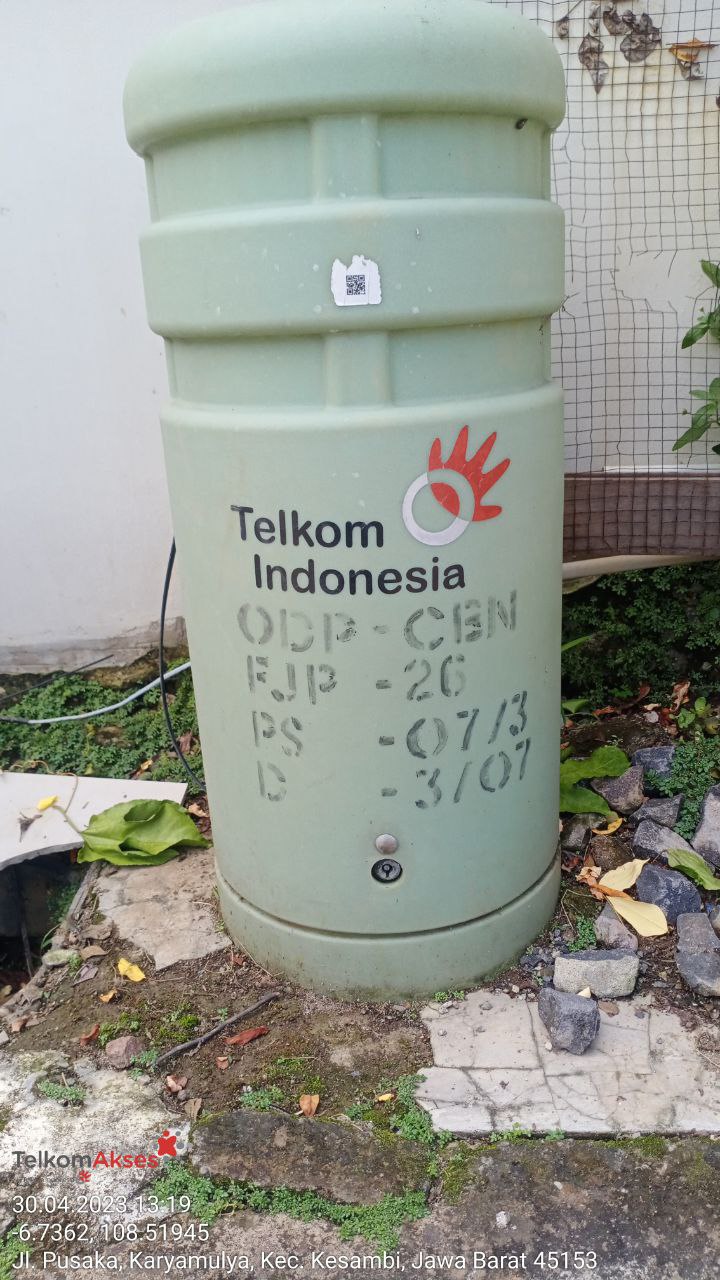 Telkom
Indonesia
ODP-CBN
FJP -26
PS -07/3
D -3/07
TelkomAkses
30.04.2023 13:19
6.7362, 108.51945
Jl. Pusaka, Karyamulya, Kec. Kesambi, Jawa Barat 45153